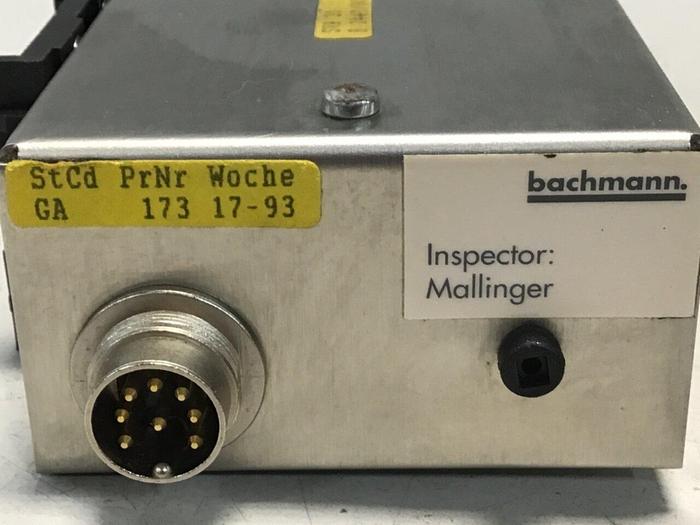 StCd PrNr Woche
GA 173 17-93
bachmann.
Inspector:
Mallinger